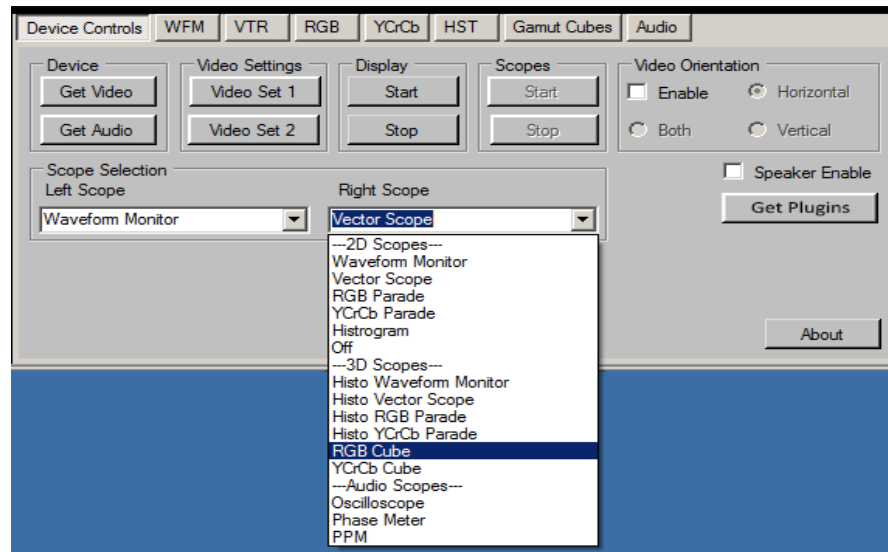 Device Controls WFM VTR RGB YCrCb HST Gamut Cubes Audio
Device Video Settings Display Scopes Video Orientation
Get Video Video Set 1 Start Start Enable Horizontal
Get Audio Video Set 2 Stop Stop Both Vertical
Scope Selection Speaker Enable
Left Scope Right Scope
Get Plugins
Waveform Monitor Vector Scope
---2D Scopes---
Waveform Monitor
Vector Scope
RGB Parade
YCrCb Parade
Histrogram
About
Off
---3D Scopes---
Histo Waveform Monitor
Histo Vector Scope
Histo RGB Parade
Histo YCrCb Parade
RGB Cube
YCrCb Cube
---Audio Scopes---
Oscilloscope
Phase Meter
PPM